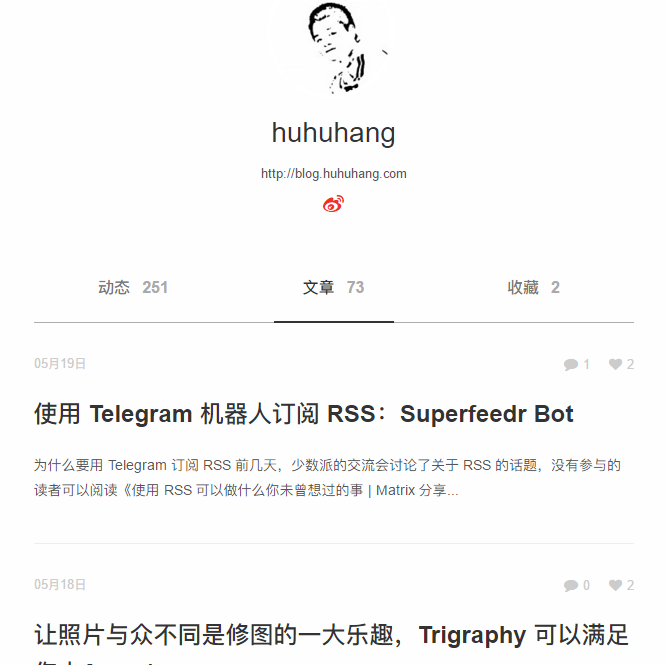 huhuhang
http://blog.huhuhang.com
动态 251 文章 73 收藏 2
05月19日 1 2
使用 Telegram 机器人订阅 RSS：Superfeedr Bot
为什么要用 Telegram 订阅 RSS 前几天，少数派的交流会讨论了关于 RSS 的话题，没有参与的
读者可以阅读《使用 RSS 可以做什么你未曾想过的事 | Matrix 分享...
05月18日 0 2
让照片与众不同是修图的一大乐趣，Trigraphy 可以满足